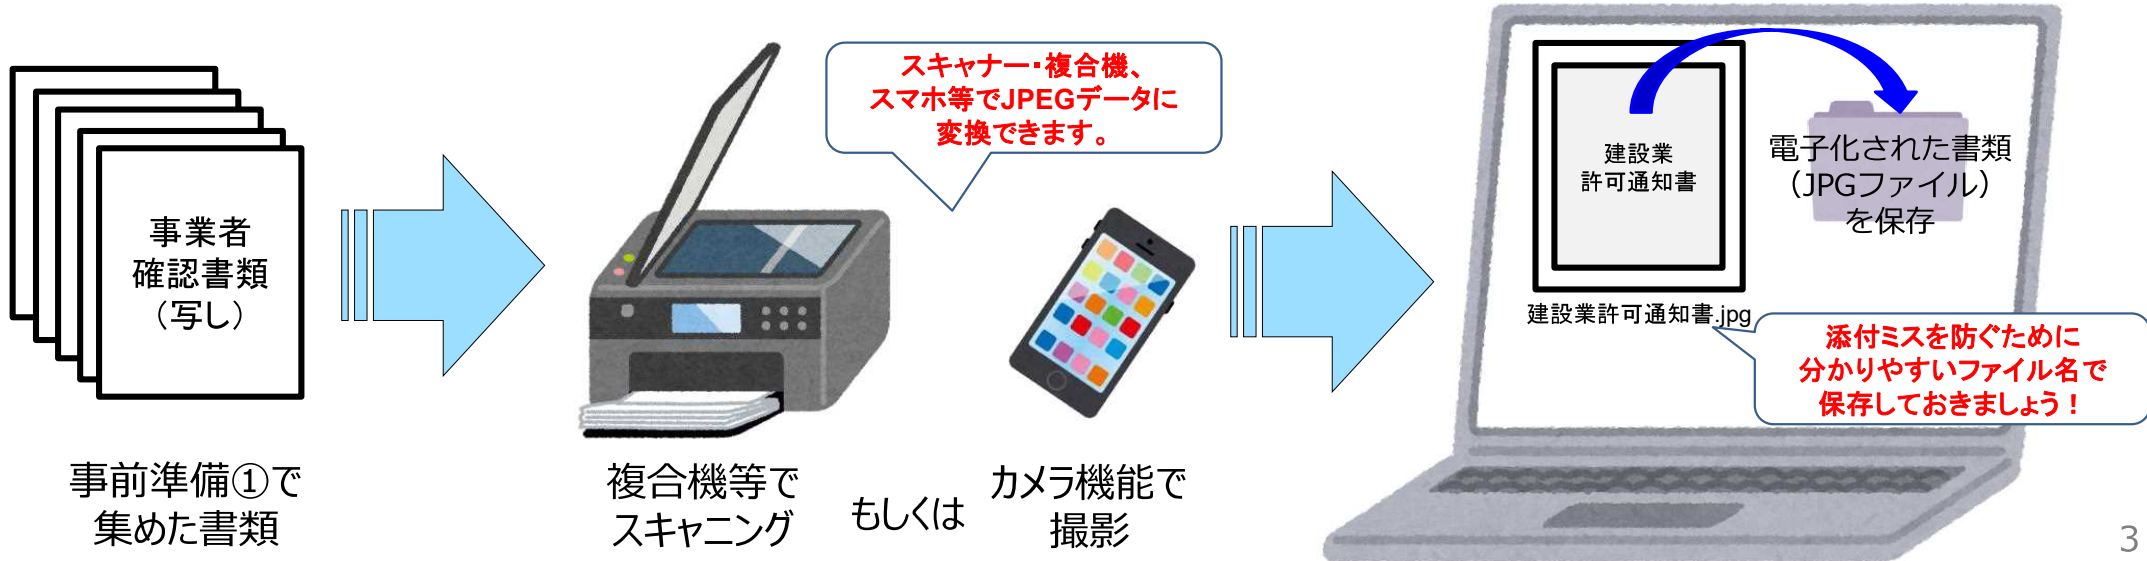 事業者
確認書類
（写し）
事前準備①で
集めた書類
スキャナー・複合機、
スマホ等でJPEGデータに
変換できます。
複合機等で
スキャニング
もしくは
カメラ機能で
撮影
建設業
許可通知書
建設業許可通知書.jpg
電子化された書類
（JPGファイル）
を保存
添付ミスを防ぐために
分かりやすいファイル名で
保存しておきましょう！
3